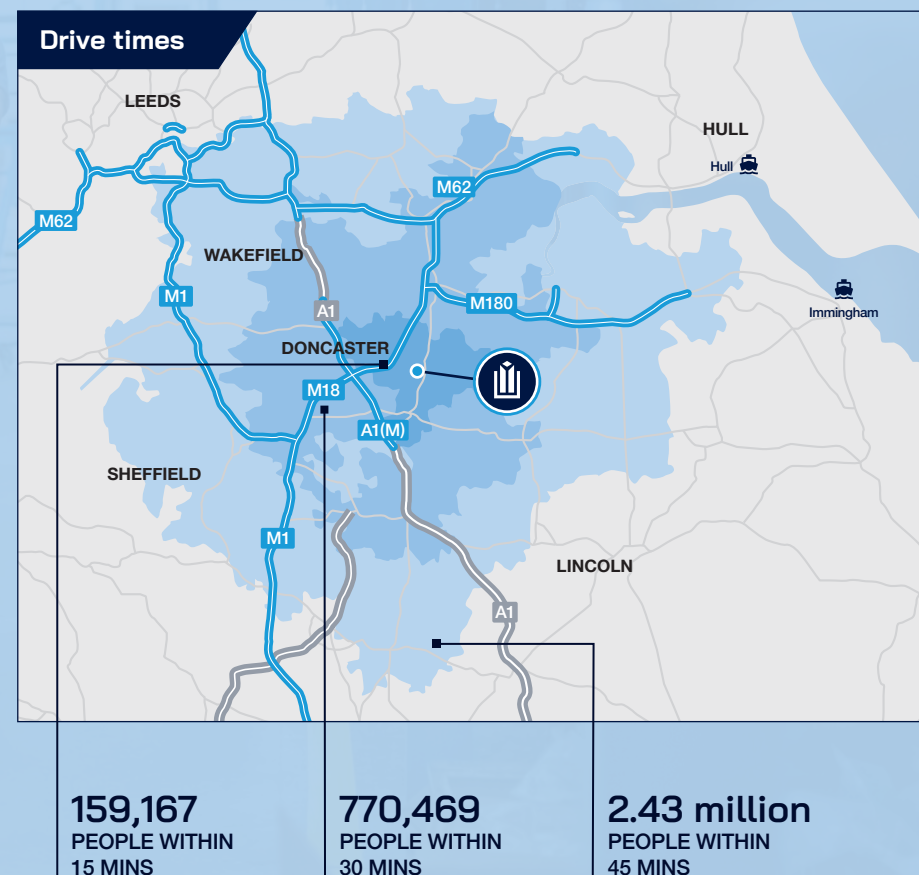 Drive times
LEEDS
HULL
Hull
M62
M62
WAKEFIELD
M1
M180
A1
Immingham
DONCASTER
M18
A1(M)
SHEFFIELD
M1
LINCOLN
A1
159,167
PEOPLE WITHIN
15 MINS
770,469
PEOPLE WITHIN
30 MINS
2.43 million
PEOPLE WITHIN
45 MINS